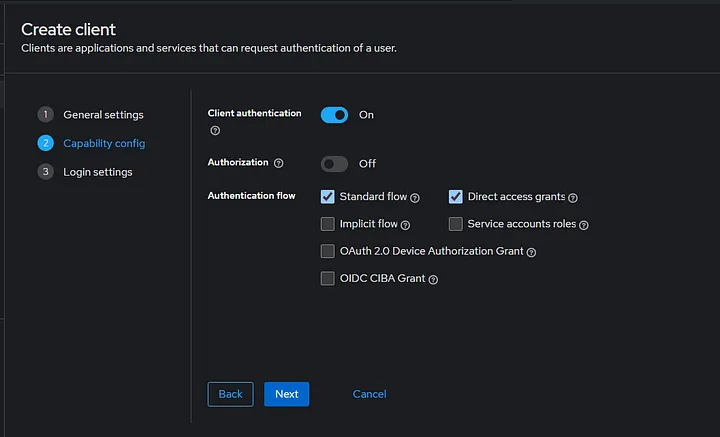 Create client
Clients are applications and services that can request authentication of a user.
1 General settings
2 Capability config
3 Login settings
Client authentication
On
Authorization
Off
Authentication flow
Standard flow
Direct access grants
Implicit flow
Service accounts roles
OAuth 2.0 Device Authorization Grant
OIDC CIBA Grant
Back
Next
Cancel